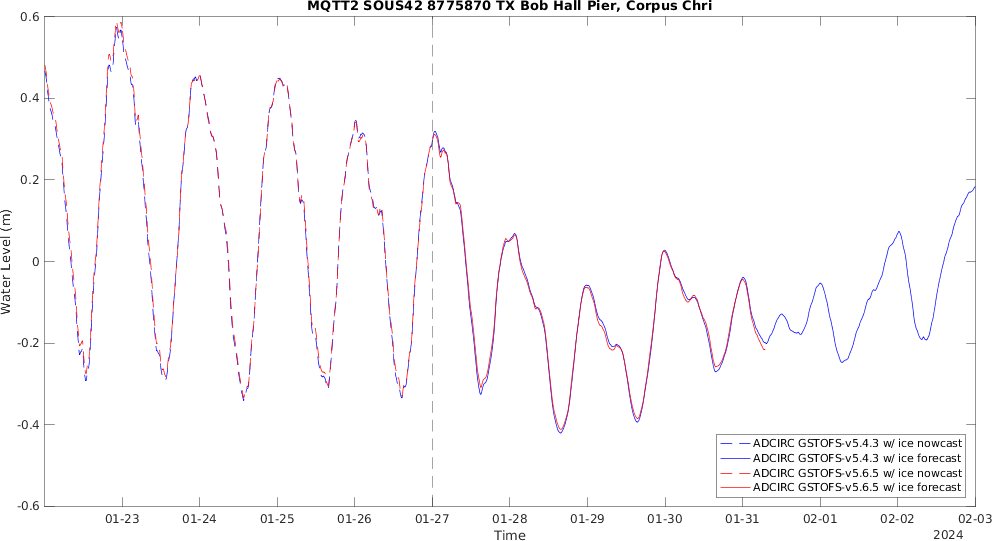 MQTT2 SOUS42 8775870 TX Bob Hall Pier, Corpus Chri
0.6
0.4
0.2
0
-0.2
-0.4
-0.6
Water Level (m)
ADCIRC GSTOFS-v5.4.3 w/ ice nowcast
ADCIRC GSTOFS-v5.4.3 w/ ice forecast
ADCIRC GSTOFS-v5.6.5 w/ ice nowcast
ADCIRC GSTOFS-v5.6.5 w/ ice forecast
01-23 01-24 01-25 01-26 01-27 01-28 01-29 01-30 01-31 02-01 02-02 02-03
Time
2024